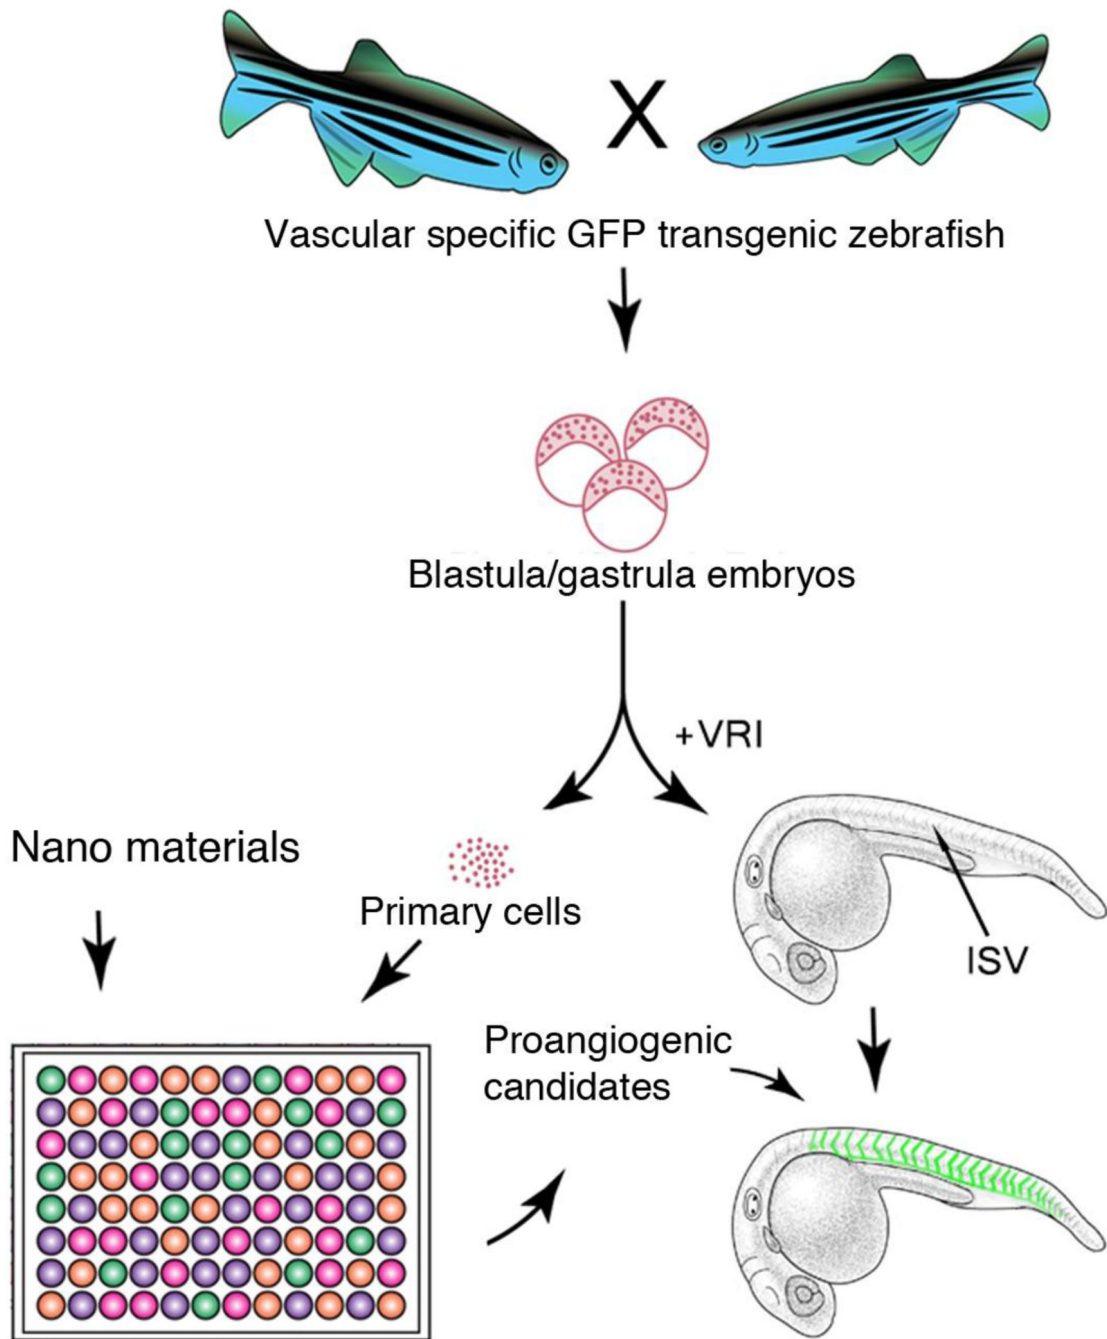 X
Vascular specific GFP transgenic zebrafish
Blastula/gastrula embryos
+VRI
Nano materials
Primary cells
ISV
Proangiogenic
candidates